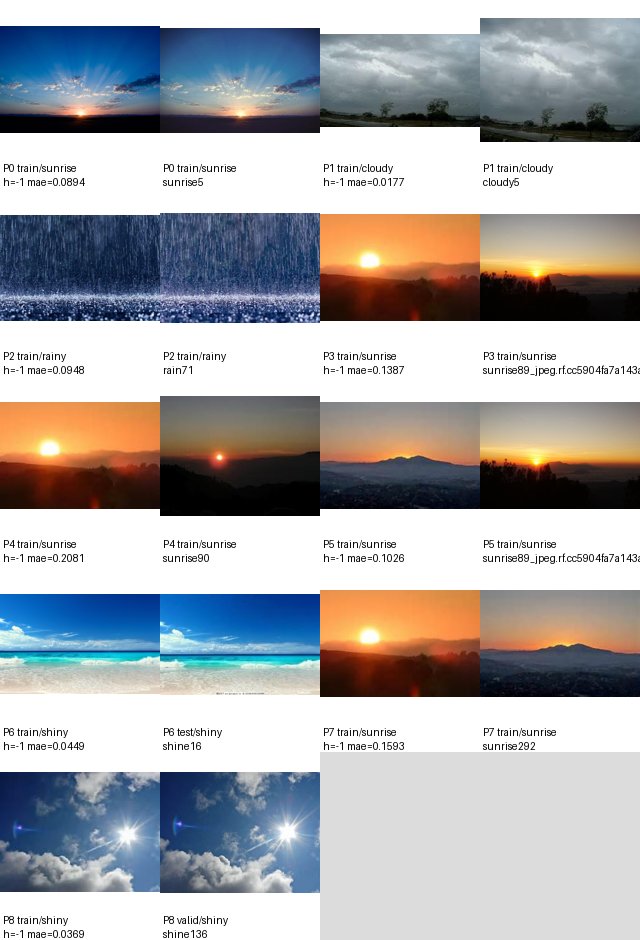 P0 train/sunrise
h=-1 mae=0.0894
P0 train/sunrise
sunrise5
P1 train/cloudy
h=-1 mae=0.0177
P1 train/cloudy
cloudy5
P2 train/rainy
h=-1 mae=0.0948
P2 train/rainy
rain71
P3 train/sunrise
h=-1 mae=0.1387
P3 train/sunrise
sunrise89_jpeg.rf.cc5904fa7a143a
P4 train/sunrise
h=-1 mae=0.2081
P4 train/sunrise
sunrise90
P5 train/sunrise
h=-1 mae=0.1026
P5 train/sunrise
sunrise89_jpeg.rf.cc5904fa7a143a
P6 train/shiny
h=-1 mae=0.0449
P6 test/shiny
shine16
P7 train/sunrise
h=-1 mae=0.1593
P7 train/sunrise
sunrise292
P8 train/shiny
h=-1 mae=0.0369
P8 valid/shiny
shine136